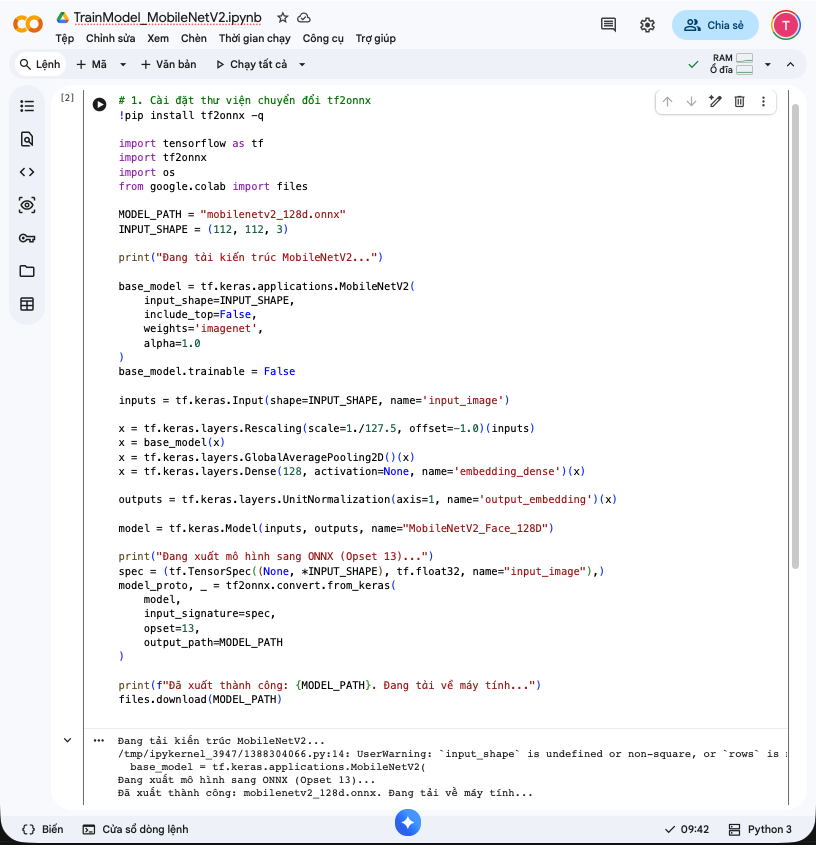 TrainModel_MobileNetV2.ipynb
Tệp Chỉnh sửa Xem Chèn Thời gian chạy Công cụ Trợ giúp
Chia sẻ
T
Lệnh + Mã + Văn bản Chạy tất cả
RAM
Ổ đĩa
[2]
# 1. Cài đặt thư viện chuyển đổi tf2onnx
!pip install tf2onnx -q
import tensorflow as tf
import tf2onnx
import os
from google.colab import files
MODEL_PATH = "mobilenetv2_128d.onnx"
INPUT_SHAPE = (112, 112, 3)
print("Đang tải kiến trúc MobileNetV2...")
base_model = tf.keras.applications.MobileNetV2(
    input_shape=INPUT_SHAPE,
    include_top=False,
    weights='imagenet',
    alpha=1.0
)
base_model.trainable = False
inputs = tf.keras.Input(shape=INPUT_SHAPE, name='input_image')
x = tf.keras.layers.Rescaling(scale=1./127.5, offset=-1.0)(inputs)
x = base_model(x)
x = tf.keras.layers.GlobalAveragePooling2D()(x)
x = tf.keras.layers.Dense(128, activation=None, name='embedding_dense')(x)
outputs = tf.keras.layers.UnitNormalization(axis=1, name='output_embedding')(x)
model = tf.keras.Model(inputs, outputs, name="MobileNetV2_Face_128D")
print("Đang xuất mô hình sang ONNX (Opset 13)...")
spec = (tf.TensorSpec((None, *INPUT_SHAPE), tf.float32, name="input_image"),)
model_proto, _ = tf2onnx.convert.from_keras(
    model,
    input_signature=spec,
    opset=13,
    output_path=MODEL_PATH
)
print(f"Đã xuất thành công: {MODEL_PATH}. Đang tải về máy tính...")
files.download(MODEL_PATH)
Đang tải kiến trúc MobileNetV2...
/tmp/ipykernel_3947/1388304066.py:14: UserWarning: `input_shape` is undefined or non-square, or `rows` is
  base_model = tf.keras.applications.MobileNetV2(
Đang xuất mô hình sang ONNX (Opset 13)...
Đã xuất thành công: mobilenetv2_128d.onnx. Đang tải về máy tính...
Biến Cửa sổ dòng lệnh 09:42 Python 3